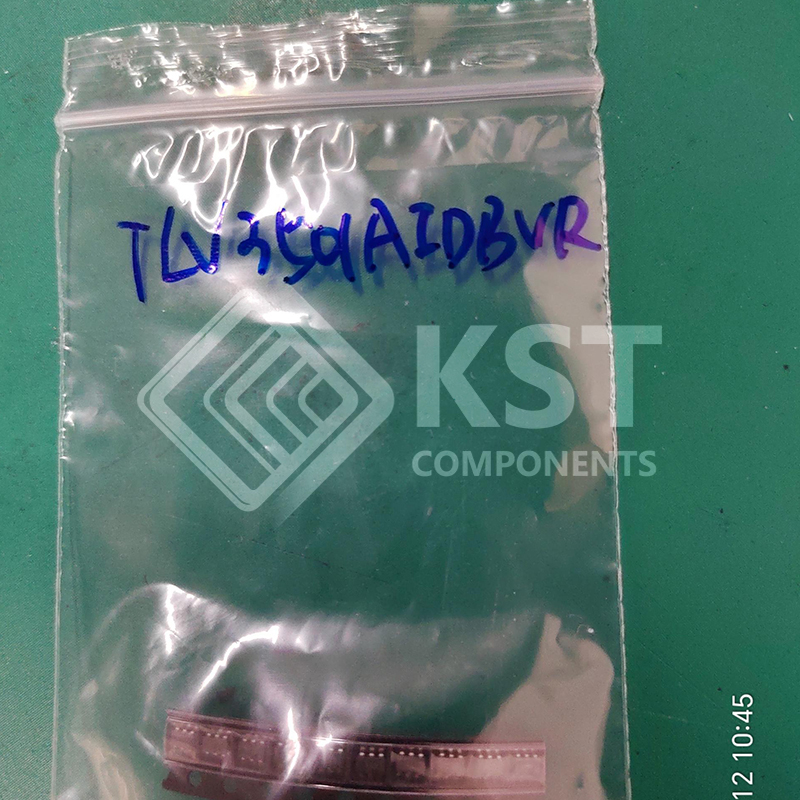 TLV3501AIDBVR
KST
COMPONENTS
12 10:45